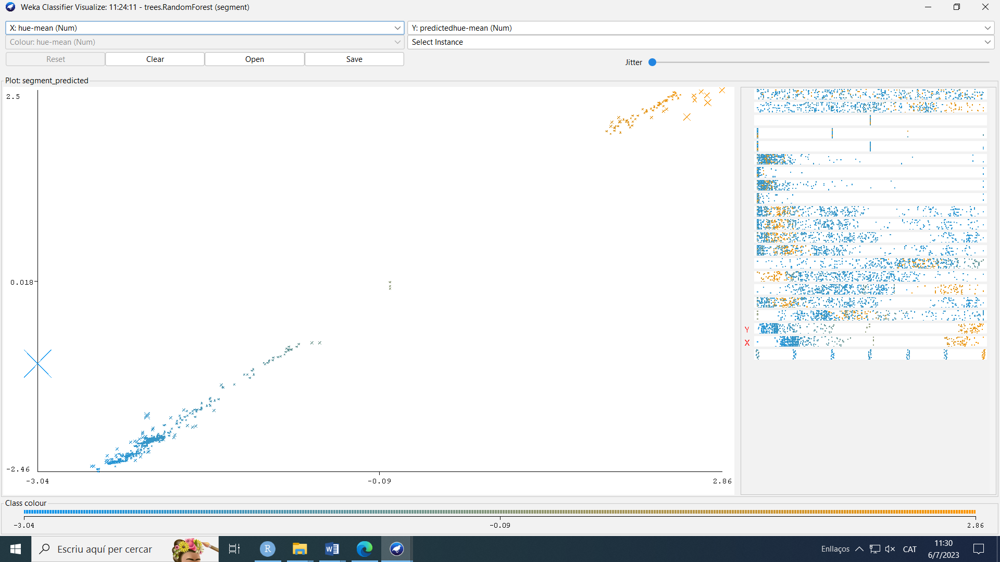 Weka Classifier Visualize: 11:24:11 - trees.RandomForest (segment)
X: hue-mean (Num)
Y: predictedhue-mean (Num)
Colour: hue-mean (Num)
Select Instance
Reset
Clear
Open
Save
Jitter
Plot: segment_predicted
2.5
0.018
-2.46
-3.04
-0.09
2.86
Y
X
Class colour
-3.04
-0.09
2.86
Escriu aquí per cercar
R
W
Enllaços
CAT
11:30
6/7/2023